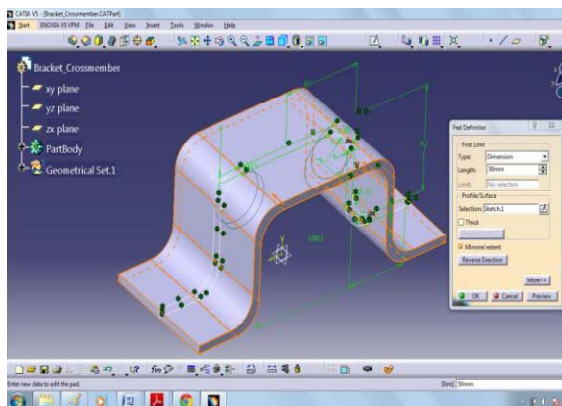 CATIA V5 - [Bracket_Crossmember.CATPart]
Start ENOVIA V5 VPM File Edit View Insert Tools Window Help
Bracket_Crossmember
xy plane
yz plane
zx plane
PartBody
Geometrical Set.1
Pad Definition
First Limit
Type: Dimension
Length: 30mm
Limit: No selection
Profile/Surface
Selection: Sketch.1
Thick
Mirrored extent
Reverse Direction
More>>
OK Cancel Preview
Enter new data to edit the pad.
30mm